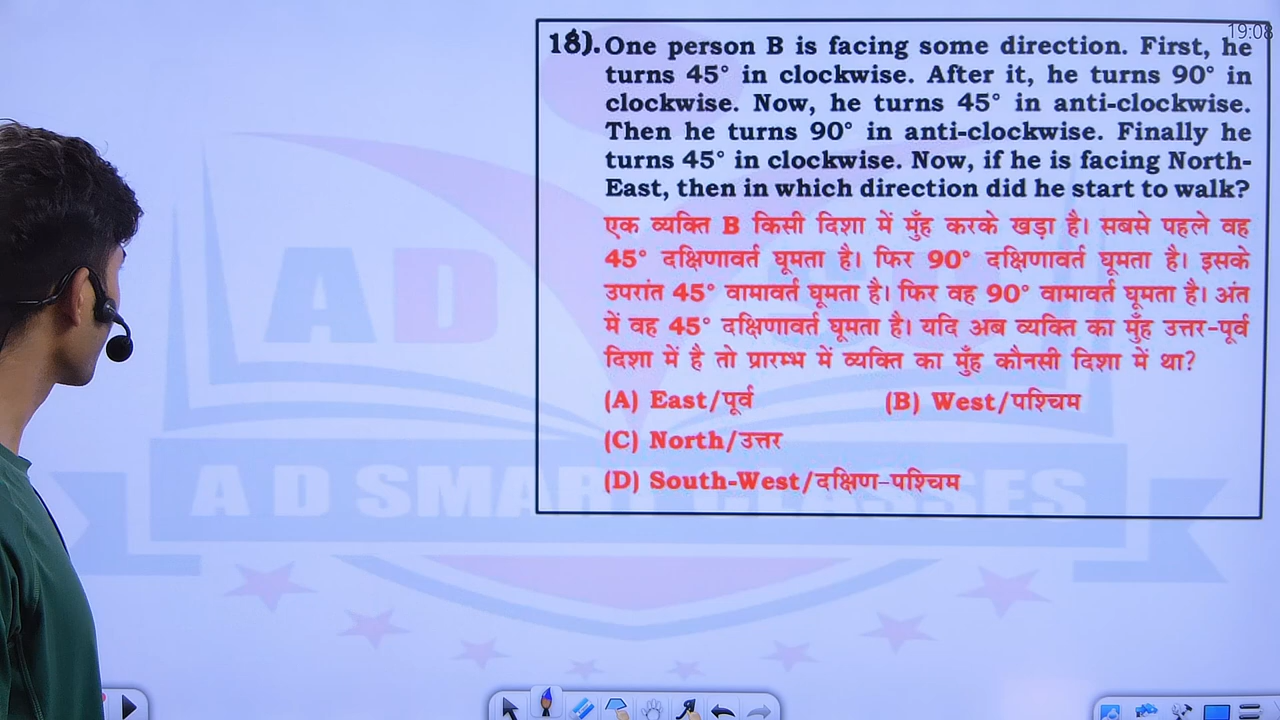 19:08
18). One person B is facing some direction. First, he
turns 45° in clockwise. After it, he turns 90° in
clockwise. Now, he turns 45° in anti-clockwise.
Then he turns 90° in anti-clockwise. Finally he
turns 45° in clockwise. Now, if he is facing North-
East, then in which direction did he start to walk?
एक व्यक्ति B किसी दिशा में मुँह करके खड़ा है। सबसे पहले वह
45° दक्षिणावर्त घूमता है। फिर 90° दक्षिणावर्त घूमता है। इसके
उपरांत 45° वामावर्त घूमता है। फिर वह 90° वामावर्त घूमता है। अंत
में वह 45° दक्षिणावर्त घूमता है। यदि अब व्यक्ति का मुँह उत्तर-पूर्व
दिशा में है तो प्रारम्भ में व्यक्ति का मुँह कौनसी दिशा में था?
(A) East/पूर्व (B) West/पश्चिम
(C) North/उत्तर
(D) South-West/दक्षिण-पश्चिम
AD
A D SMART CLASSES